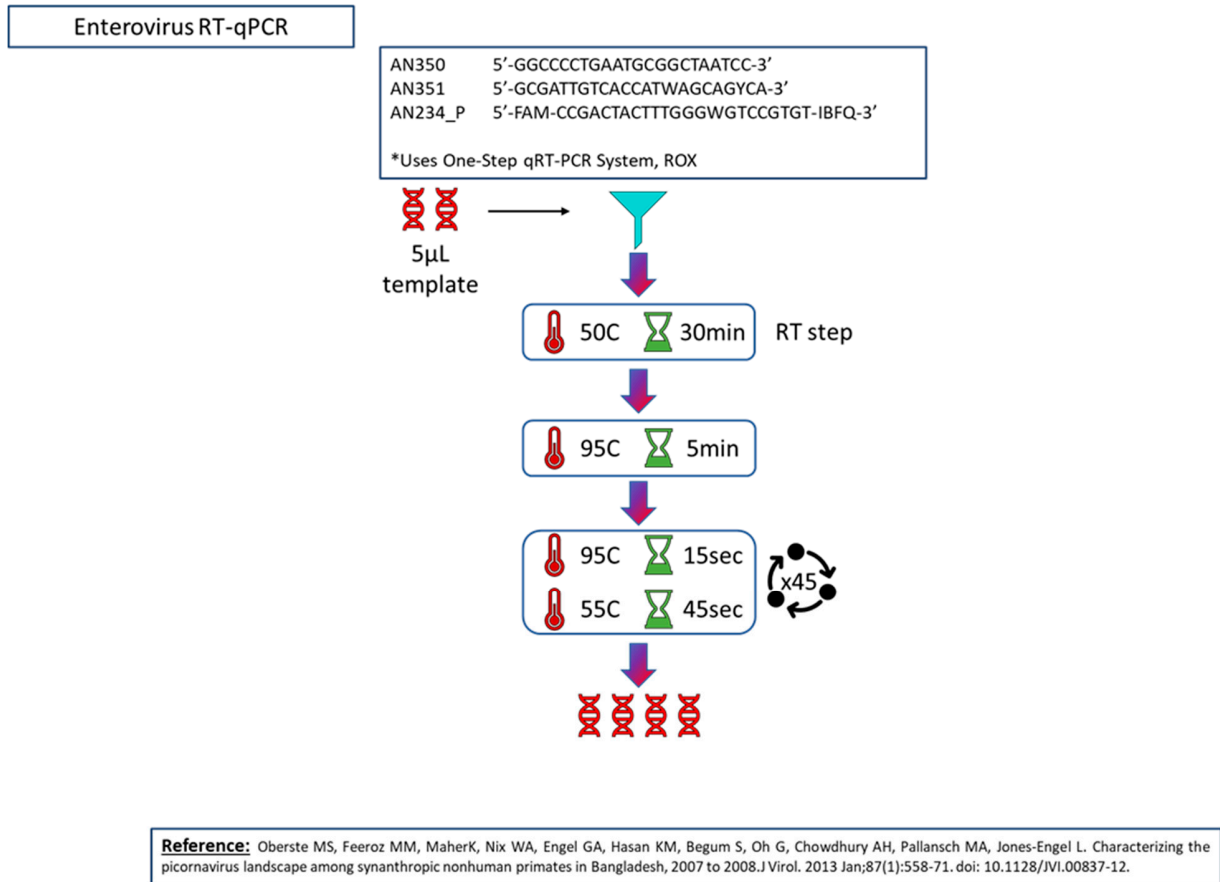 Enterovirus RT-qPCR
AN350 5’-GGCCCCTGAATGCGGCTAATCC-3’
AN351 5’-GCGATTGTCACCATWAGCAGYCA-3’
AN234_P 5’-FAM-CCGACTACTTTGGGWGTCCGTGT-IBFQ-3’
*Uses One-Step qRT-PCR System, ROX
5µL
template
50C 30min RT step
95C 5min
95C 15sec
x45
55C 45sec
Reference: Oberste MS, Feeroz MM, MaherK, Nix WA, Engel GA, Hasan KM, Begum S, Oh G, Chowdhury AH, Pallansch MA, Jones-Engel L. Characterizing the
picornavirus landscape among synanthropic nonhuman primates in Bangladesh, 2007 to 2008.J Virol. 2013 Jan;87(1):558-71. doi: 10.1128/JVI.00837-12.